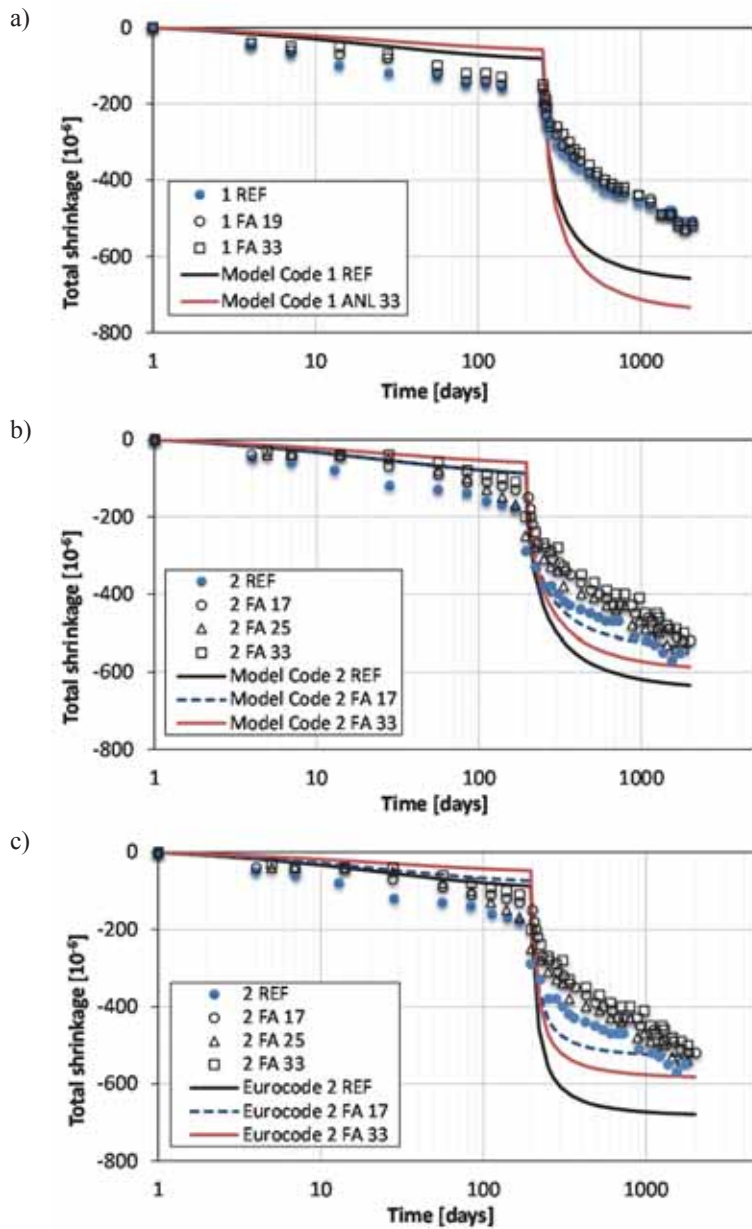 a)
0
-200
-400
-600
-800
Total shrinkage [10-6]
1 REF
1 FA 19
1 FA 33
Model Code 1 REF
Model Code 1 ANL 33
1
10
100
1000
Time [days]
b)
0
-200
-400
-600
-800
Total shrinkage [10-6]
2 REF
2 FA 17
2 FA 25
2 FA 33
Model Code 2 REF
Model Code 2 FA 17
Model Code 2 FA 33
1
10
100
1000
Time [days]
c)
0
-200
-400
-600
-800
Total shrinkage [10-6]
2 REF
2 FA 17
2 FA 25
2 FA 33
Eurocode 2 REF
Eurocode 2 FA 17
Eurocode 2 FA 33
1
10
100
1000
Time [days]